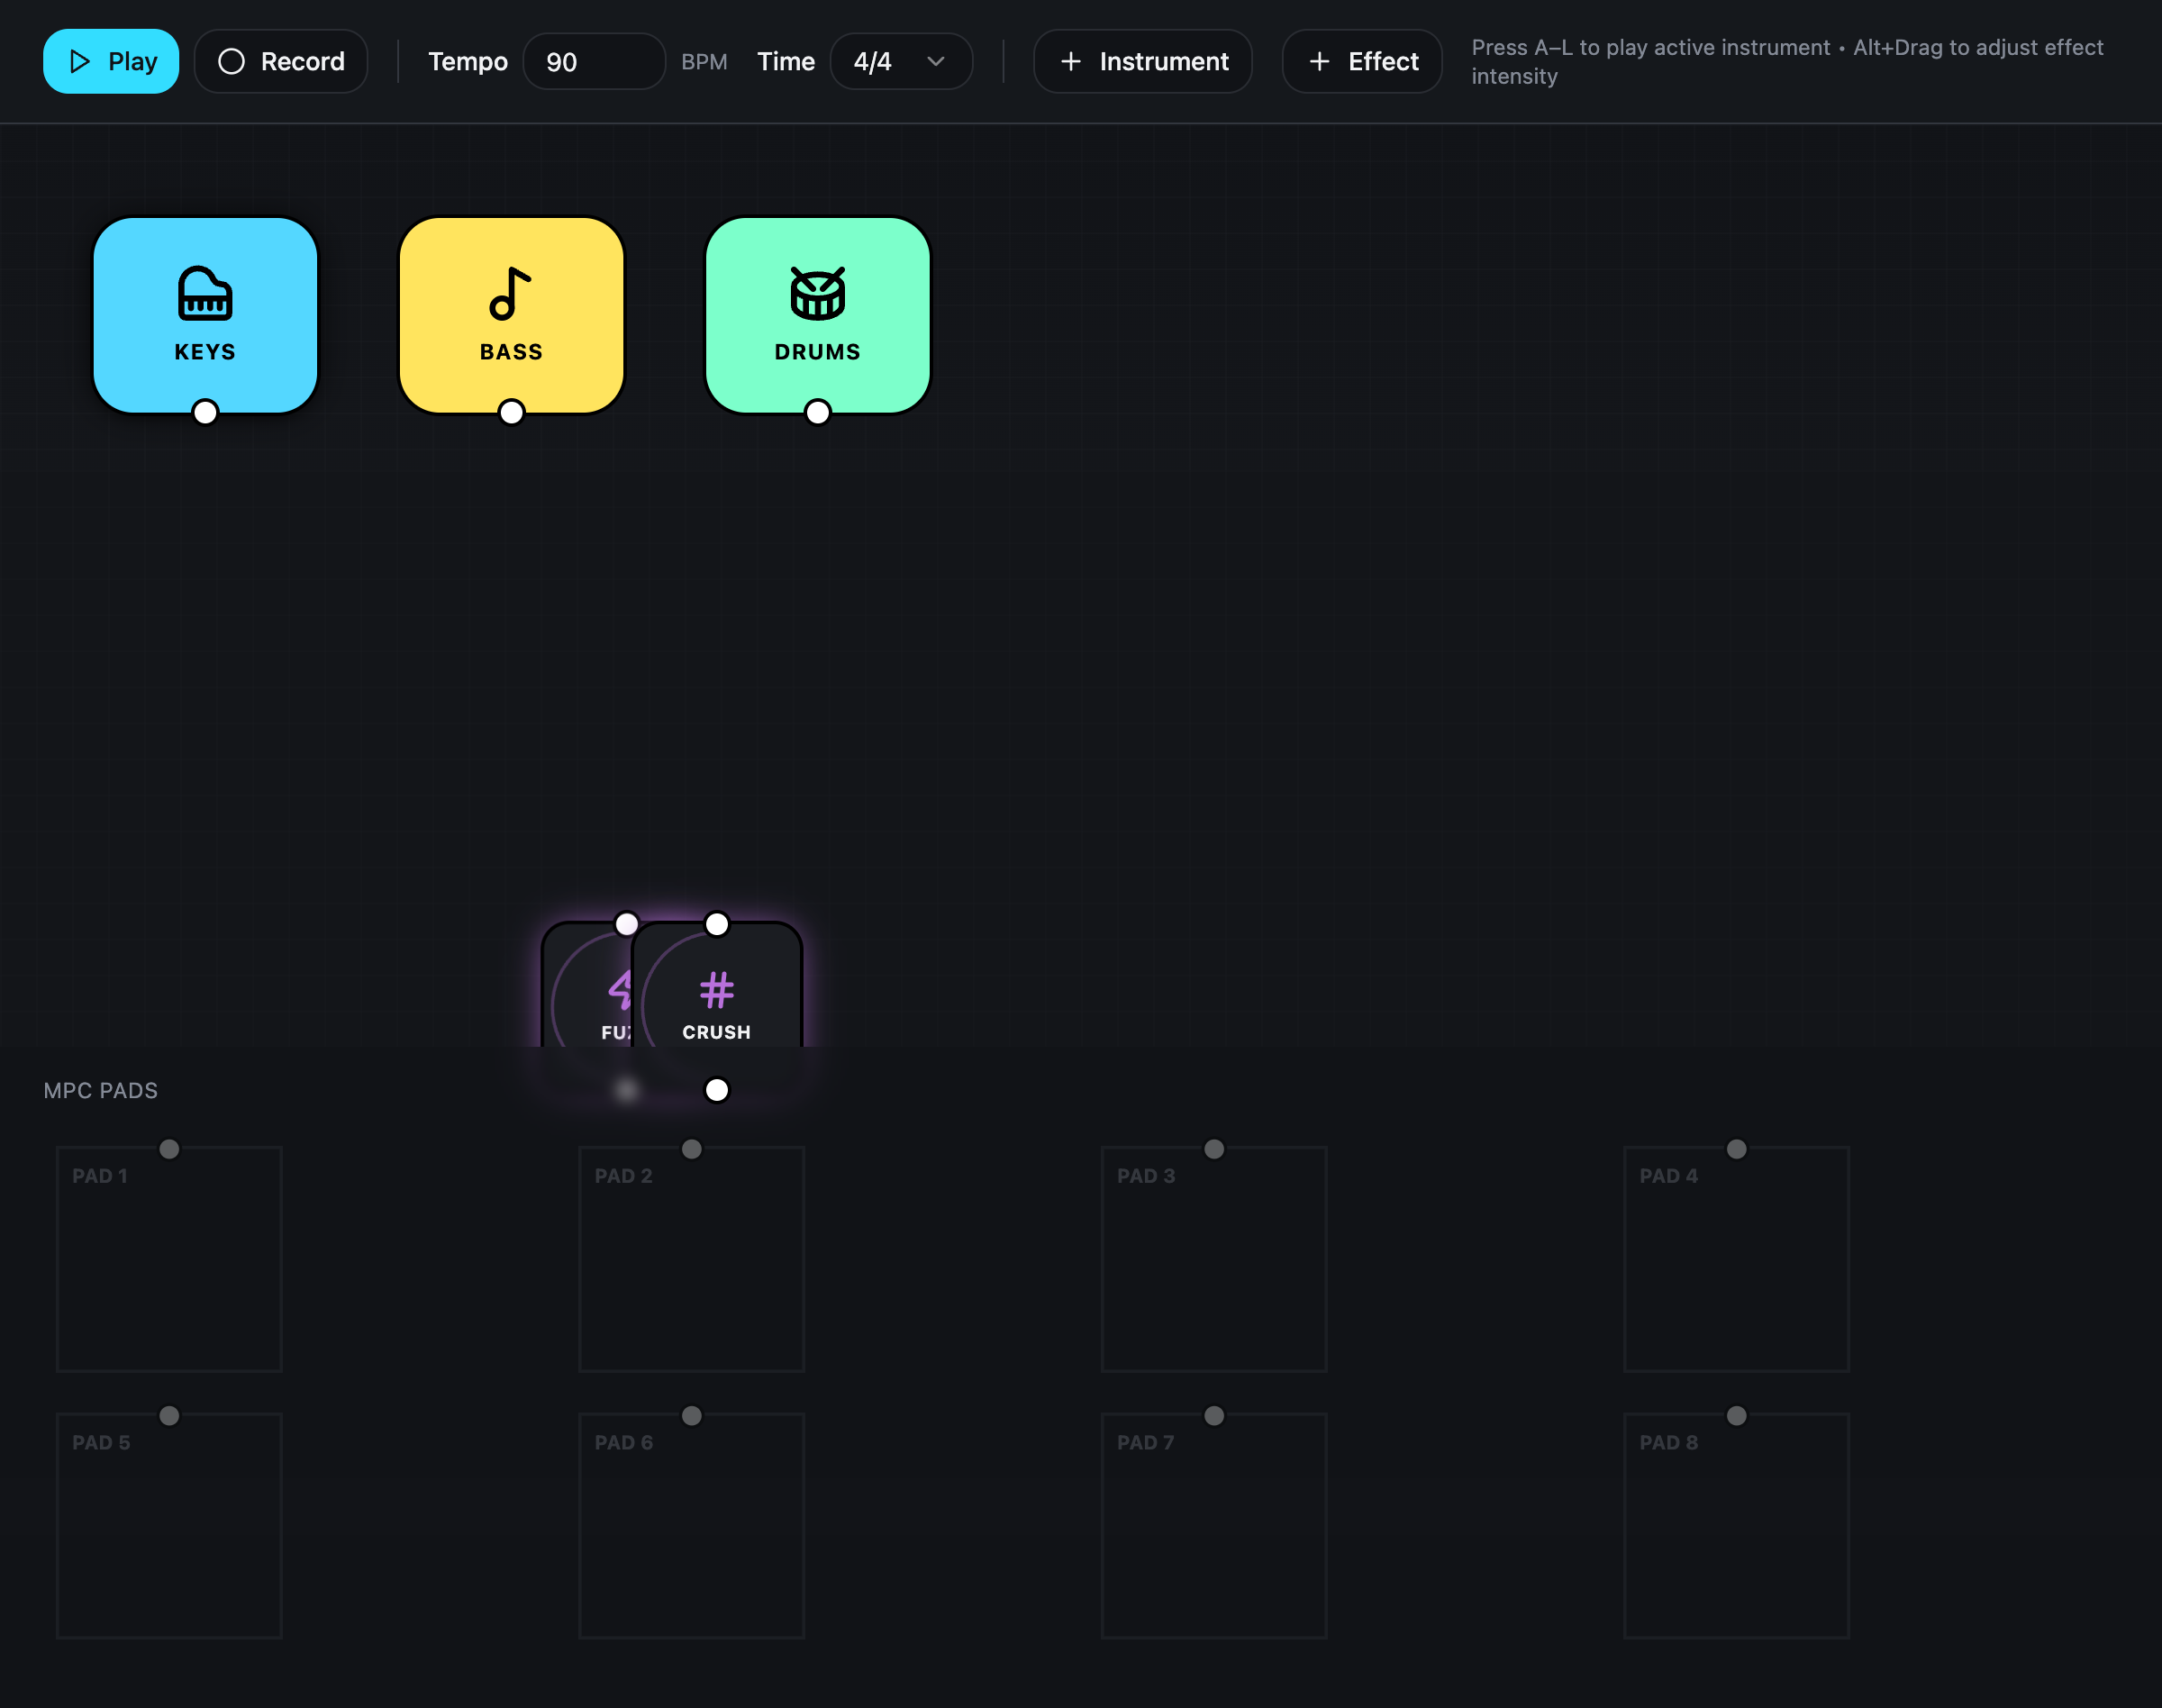 Play
Record
Tempo
90
BPM
Time
4/4
Instrument
Effect
Press A–L to play active instrument • Alt+Drag to adjust effect
intensity
KEYS
BASS
DRUMS
CRUSH
MPC PADS
PAD 1
PAD 2
PAD 3
PAD 4
PAD 5
PAD 6
PAD 7
PAD 8